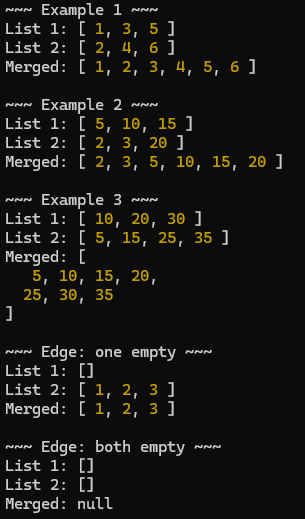 ~~~ Example 1 ~~~
List 1: [ 1, 3, 5 ]
List 2: [ 2, 4, 6 ]
Merged: [ 1, 2, 3, 4, 5, 6 ]

~~~ Example 2 ~~~
List 1: [ 5, 10, 15 ]
List 2: [ 2, 3, 20 ]
Merged: [ 2, 3, 5, 10, 15, 20 ]

~~~ Example 3 ~~~
List 1: [ 10, 20, 30 ]
List 2: [ 5, 15, 25, 35 ]
Merged: [
   5, 10, 15, 20,
  25, 30, 35
]

~~~ Edge: one empty ~~~
List 1: []
List 2: [ 1, 2, 3 ]
Merged: [ 1, 2, 3 ]

~~~ Edge: both empty ~~~
List 1: []
List 2: []
Merged: null